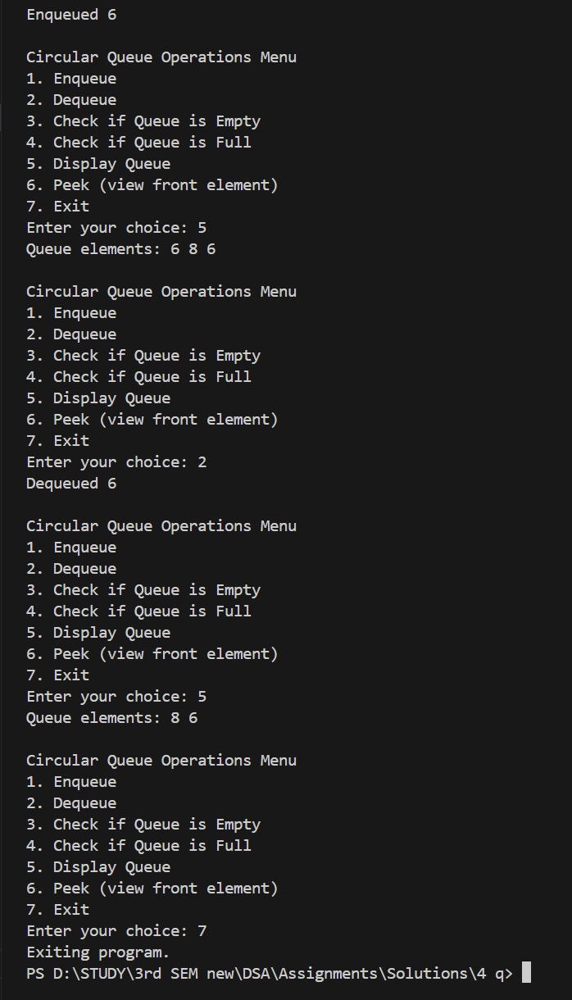 Enqueued 6
Circular Queue Operations Menu
1. Enqueue
2. Dequeue
3. Check if Queue is Empty
4. Check if Queue is Full
5. Display Queue
6. Peek (view front element)
7. Exit
Enter your choice: 5
Queue elements: 6 8 6
Circular Queue Operations Menu
1. Enqueue
2. Dequeue
3. Check if Queue is Empty
4. Check if Queue is Full
5. Display Queue
6. Peek (view front element)
7. Exit
Enter your choice: 2
Dequeued 6
Circular Queue Operations Menu
1. Enqueue
2. Dequeue
3. Check if Queue is Empty
4. Check if Queue is Full
5. Display Queue
6. Peek (view front element)
7. Exit
Enter your choice: 5
Queue elements: 8 6
Circular Queue Operations Menu
1. Enqueue
2. Dequeue
3. Check if Queue is Empty
4. Check if Queue is Full
5. Display Queue
6. Peek (view front element)
7. Exit
Enter your choice: 7
Exiting program.
PS D:\STUDY\3rd SEM new\DSA\Assignments\Solutions\4 q>